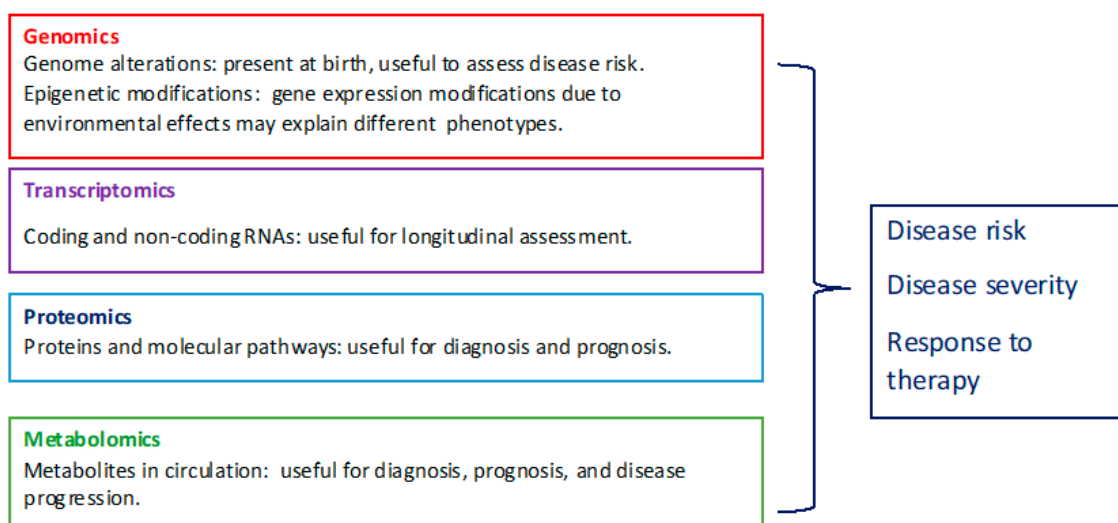 Genomics
Genome alterations: present at birth, useful to assess disease risk.
Epigenetic modifications: gene expression modifications due to
environmental effects may explain different phenotypes.
Transcriptomics
Coding and non-coding RNAs: useful for longitudinal assessment.
Proteomics
Proteins and molecular pathways: useful for diagnosis and prognosis.
Metabolomics
Metabolites in circulation: useful for diagnosis, prognosis, and disease
progression.
Disease risk
Disease severity
Response to
therapy